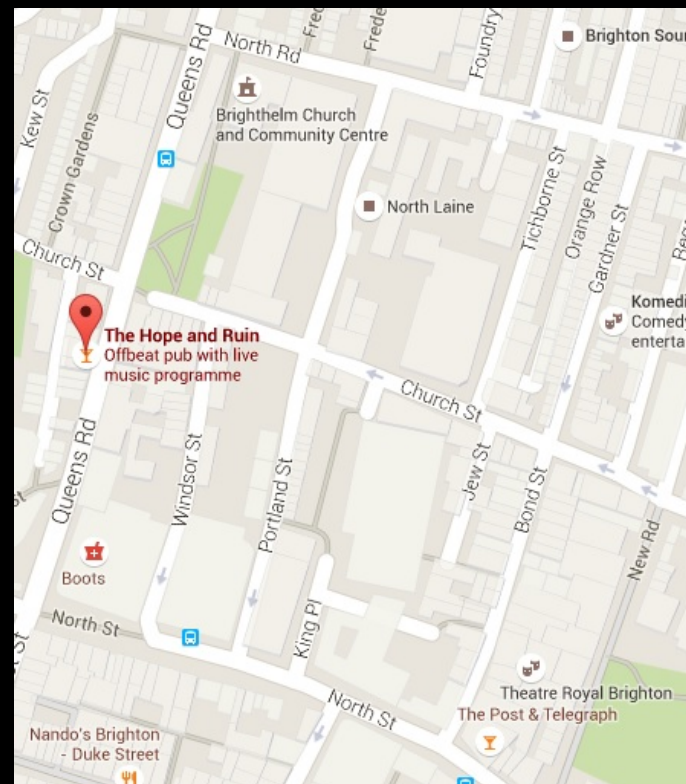 Queens Rd
North Rd
Foundry
Brighton Sour
Kew St
Brighthelm Church
and Community Centre
Crown Gardens
North Laine
Tichborne St
Orange Row
Gardner St
Church St
Komedi
Comedy
enterta
The Hope and Ruin
Offbeat pub with live
music programme
Church St
Queens Rd
Windsor St
Portland St
Jew St
Bond St
New Rd
Boots
North St
King Pl
Theatre Royal Brighton
The Post & Telegraph
North St
Nando's Brighton
- Duke Street